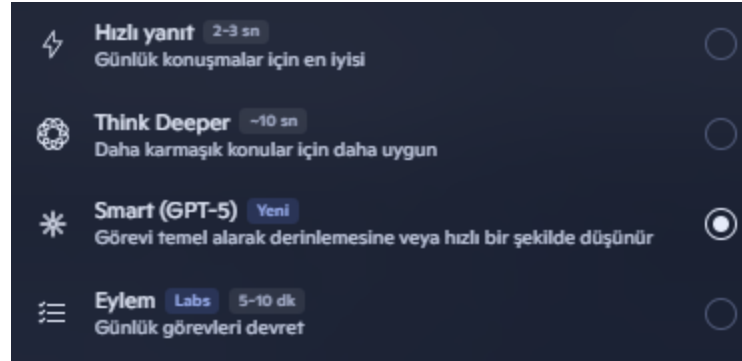 Hızlı yanıt 2-3 sn
Günlük konuşmalar için en iyisi
Think Deeper ~10 sn
Daha karmaşık konular için daha uygun
Smart (GPT-5) Yeni
Görevi temel alarak derinlemesine veya hızlı bir şekilde düşünür
Eylem Labs 5-10 dk
Günlük görevleri devret